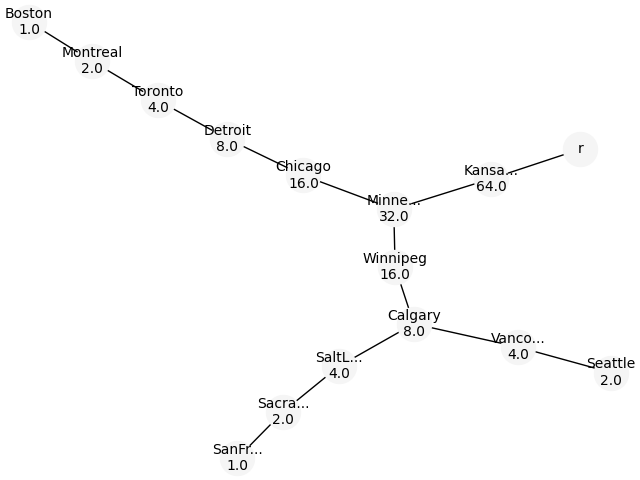 Boston
1.0
Montreal
2.0
Toronto
4.0
Detroit
8.0
r
Chicago
16.0
Kansa...
64.0
Minne...
32.0
Winnipeg
16.0
Calgary
8.0
Vanco...
4.0
SaltL...
4.0
Seattle
2.0
Sacra...
2.0
SanFr...
1.0